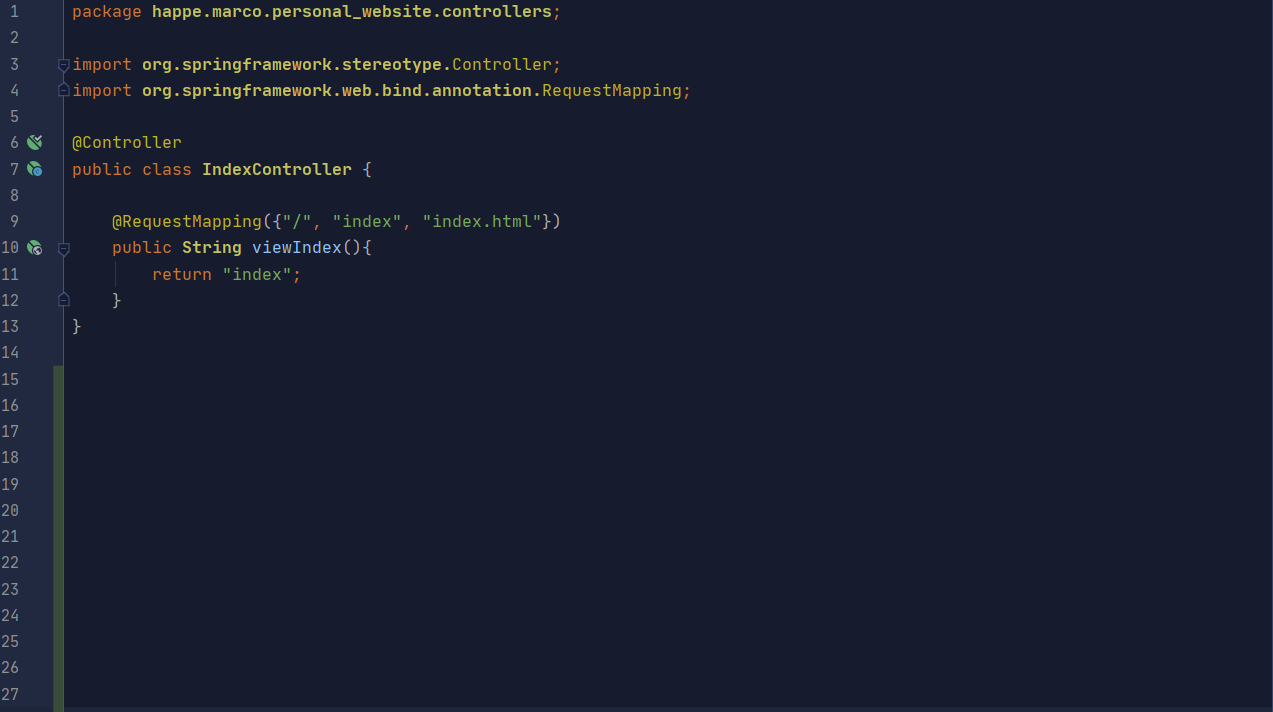 1 package happe.marco.personal_website.controllers;
2
3 import org.springframework.stereotype.Controller;
4 import org.springframework.web.bind.annotation.RequestMapping;
5
6 @Controller
7 public class IndexController {
8
9     @RequestMapping({"/", "index", "index.html"})
10     public String viewIndex(){
11         return "index";
12     }
13 }
14
15
16
17
18
19
20
21
22
23
24
25
26
27